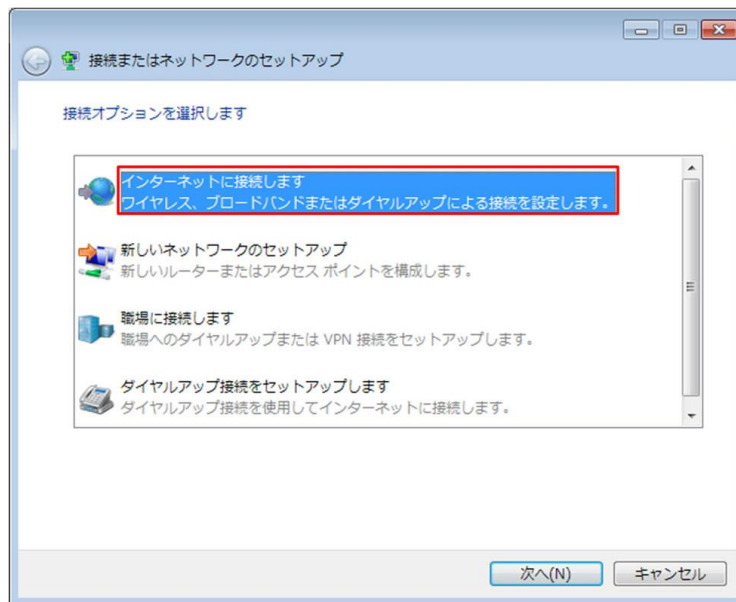 接続またはネットワークのセットアップ
接続オプションを選択します
インターネットに接続します
ワイヤレス、ブロードバンドまたはダイヤルアップによる接続を設定します。
新しいネットワークのセットアップ
新しいルーターまたはアクセス ポイントを構成します。
職場に接続します
職場へのダイヤルアップまたは VPN 接続をセットアップします。
ダイヤルアップ接続をセットアップします
ダイヤルアップ接続を使用してインターネットに接続します。
次へ(N) キャンセル